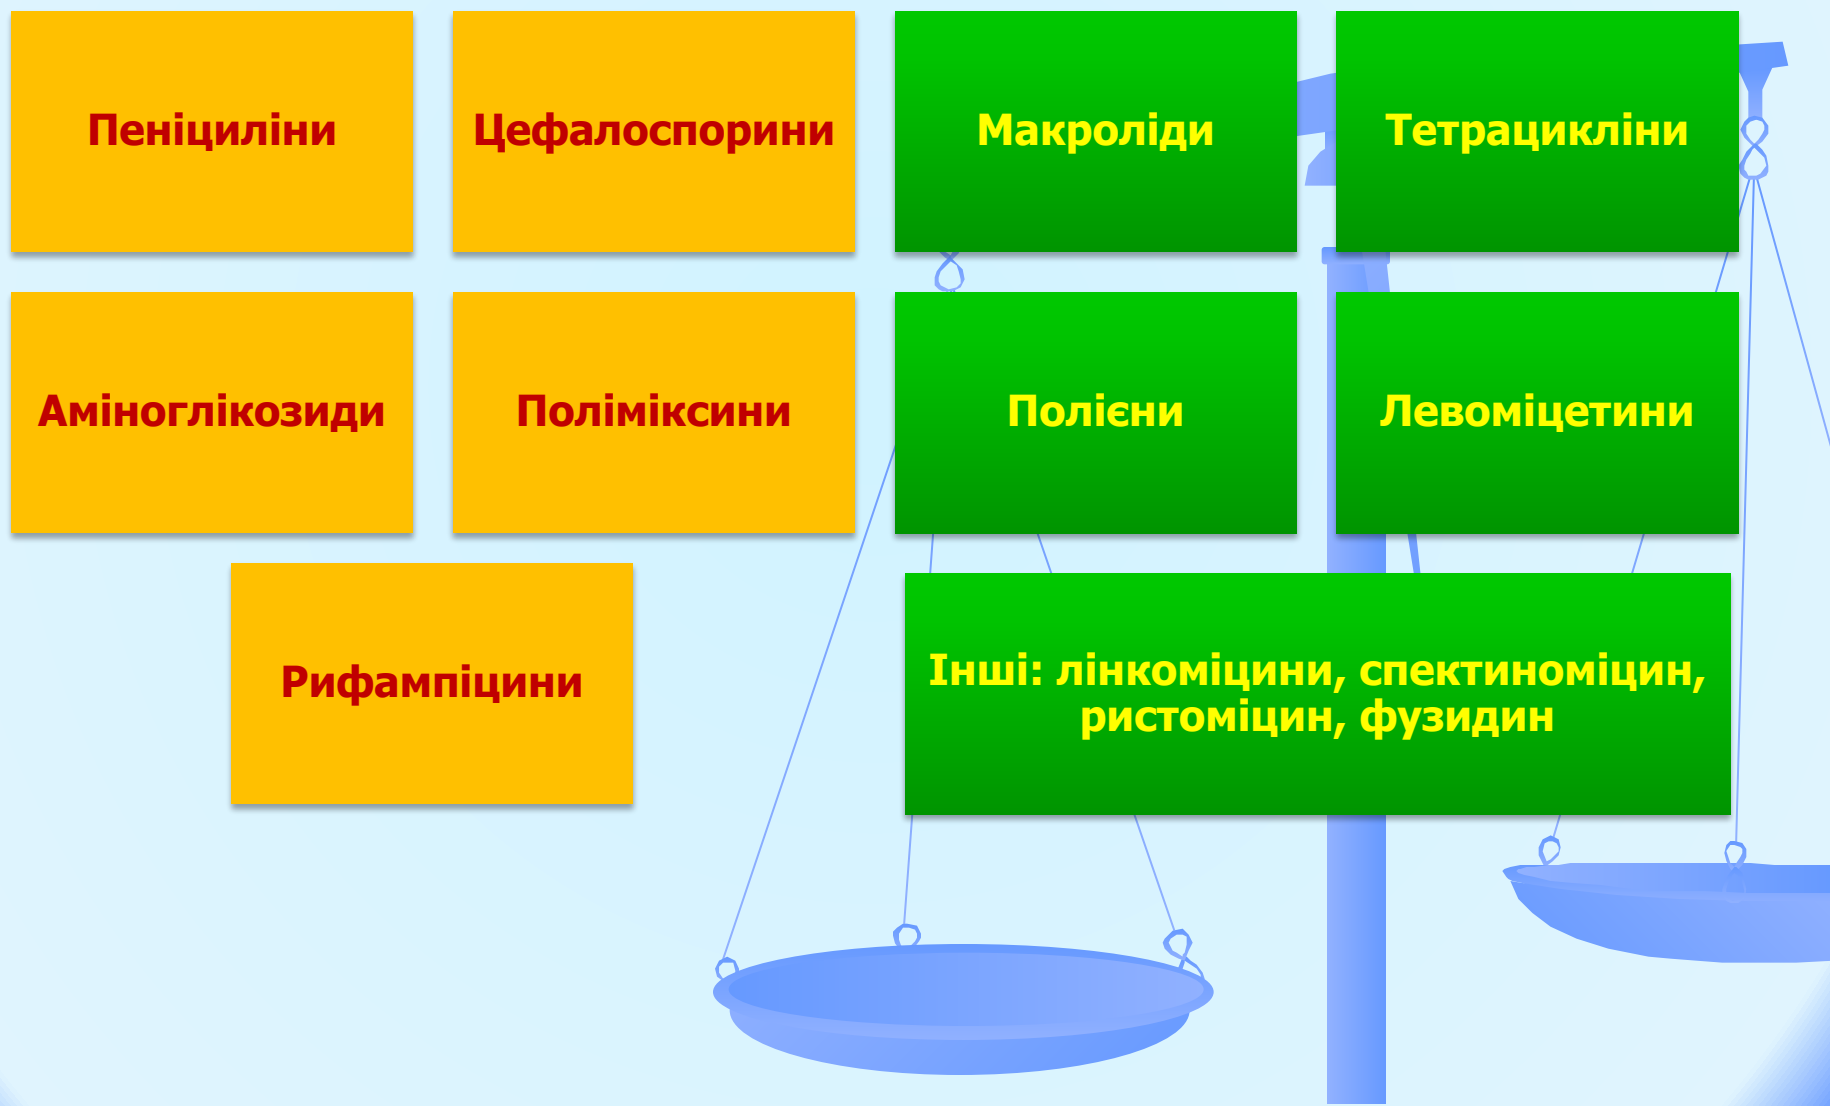 Пеніциліни
Цефалоспорини
Макроліди
Тетрацикліни
Аміноглікозиди
Поліміксини
Полієни
Левоміцетини
Рифампіцини
Інші: лінкоміцини, спектиноміцин,
ристоміцин, фузидин